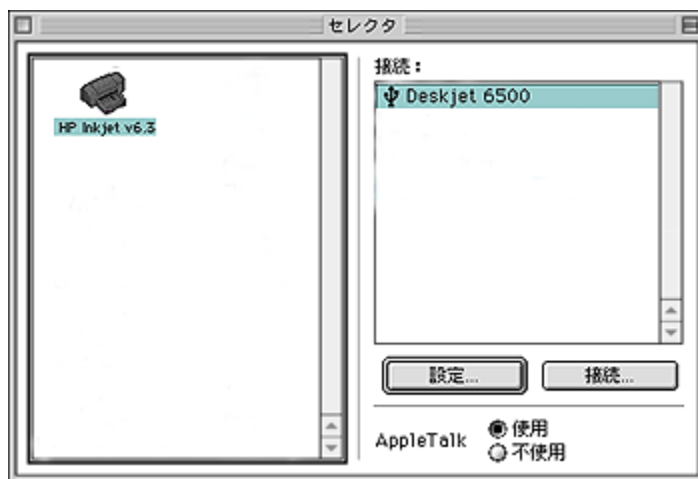 セレクタ
HP Inkjet v6.3
接続：
Deskjet 6500
設定...
接続...
AppleTalk
使用
不使用